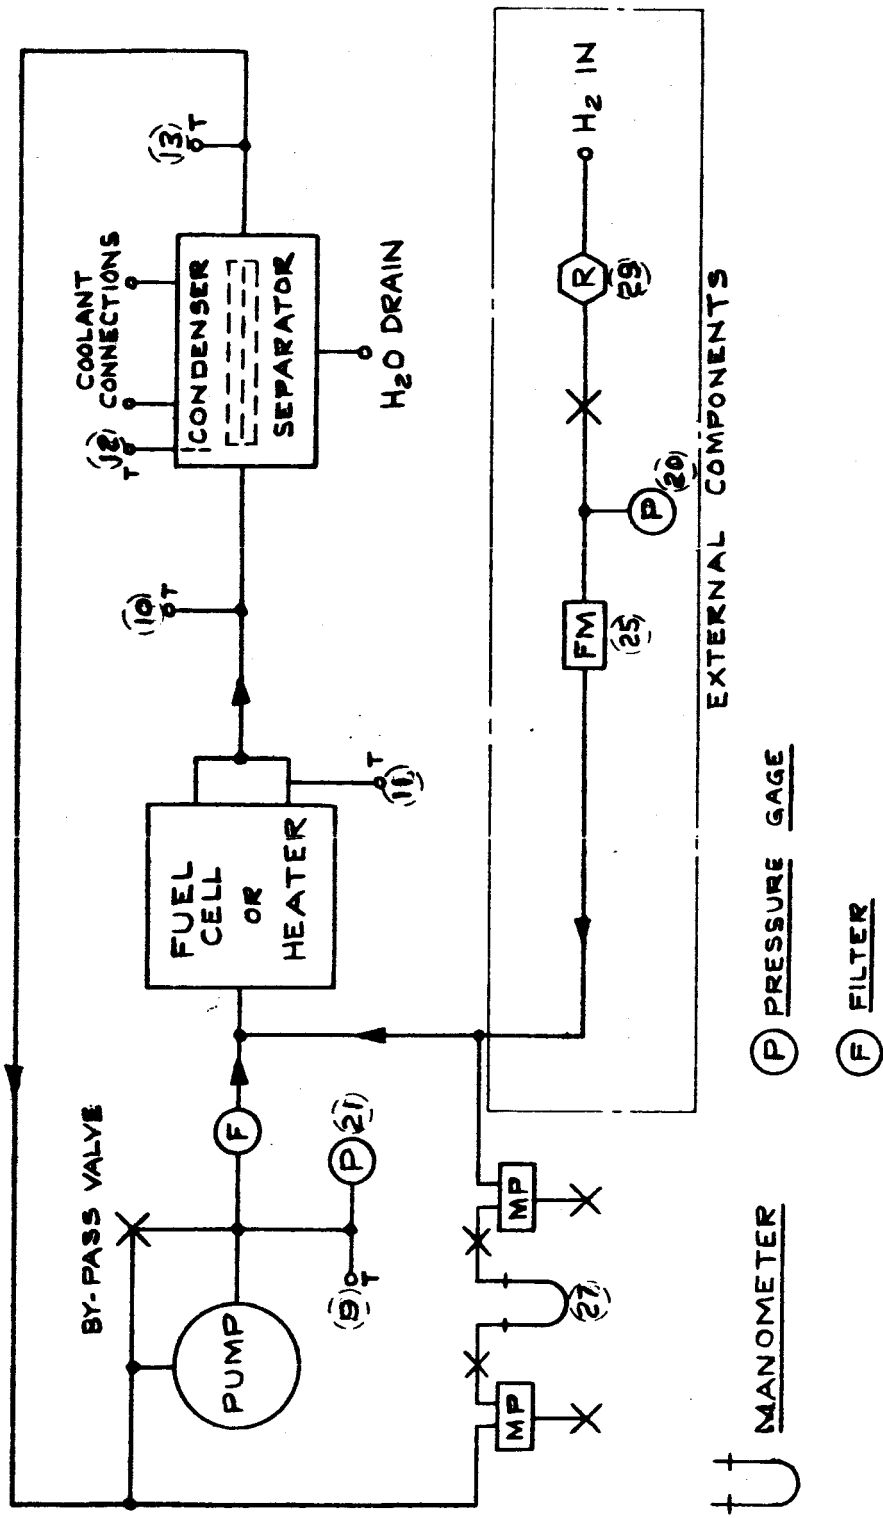 BY-PASS VALVE
PUMP
F
P
(21)
(9)
T
FUEL
CELL
OR
HEATER
T
(11)
(10)
T
COOLANT
CONNECTIONS
(12)
T
CONDENSER
SEPARATOR
H2O DRAIN
(13)
T
MP
(27)
MP
FM
(25)
P
(20)
R
(29)
H2 IN
EXTERNAL COMPONENTS
MANOMETER
P PRESSURE GAGE
F FILTER